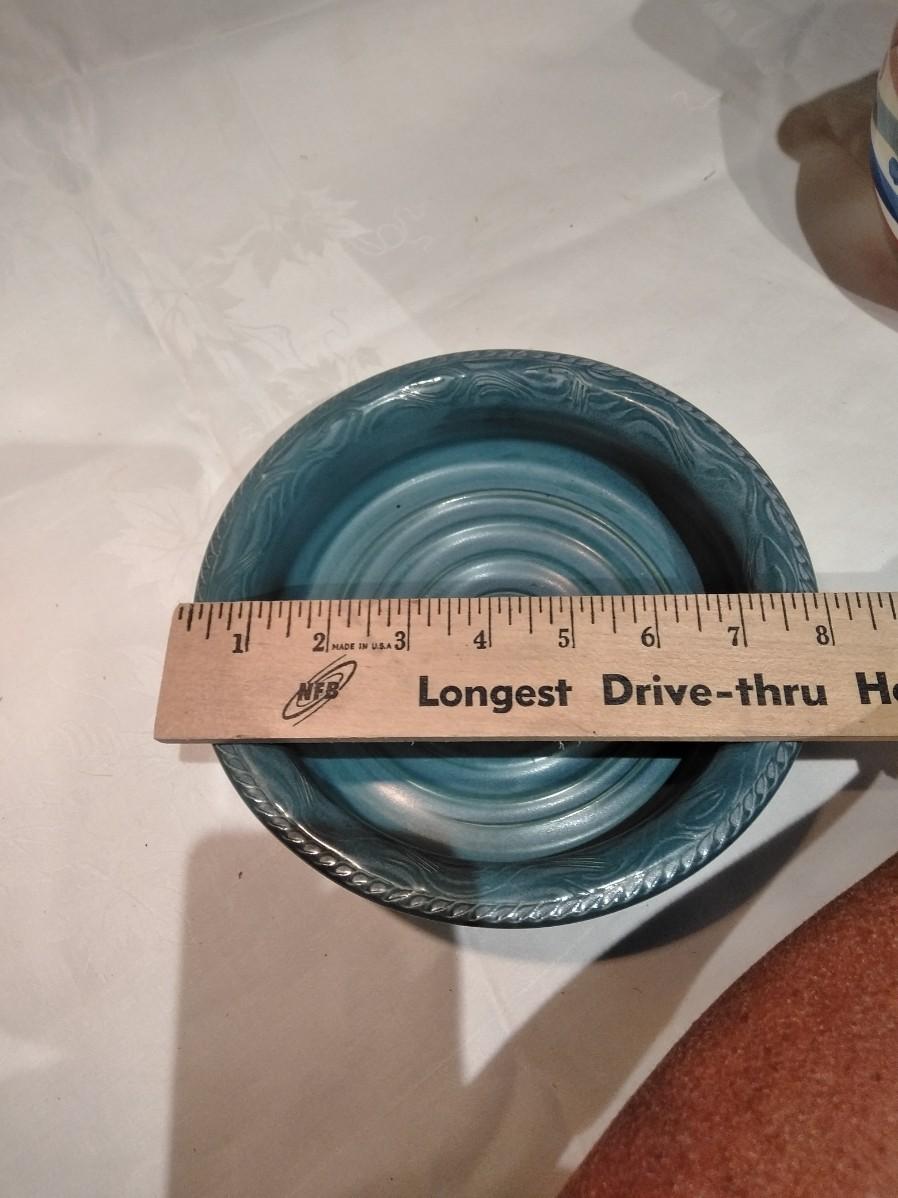 1 2 MADE IN U.S.A 3 4 5 6 7 8
NFB Longest Drive-thru